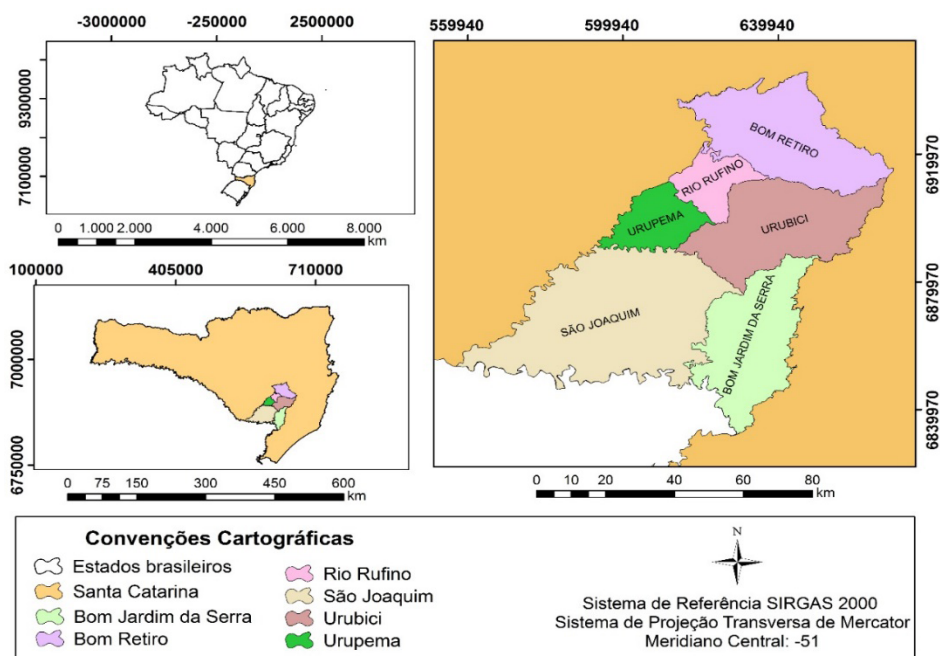 -3000000 -250000 2500000
9300000
7100000
0 1.000 2.000 4.000 6.000 8.000
km
100000 405000 710000
7000000
6750000
0 75 150 300 450 600
km
559940 599940 639940
6919970
6879970
6839970
BOM RETIRO
RIO RUFINO
URUPEMA
URUBICI
SÃO JOAQUIM
BOM JARDIM DA SERRA
0 5 10 20 40 60 80
km
Convenções Cartográficas
Estados brasileiros
Santa Catarina
Bom Jardim da Serra
Bom Retiro
Rio Rufino
São Joaquim
Urubici
Urupema
N
Sistema de Referência SIRGAS 2000
Sistema de Projeção Transversa de Mercator
Meridiano Central: -51